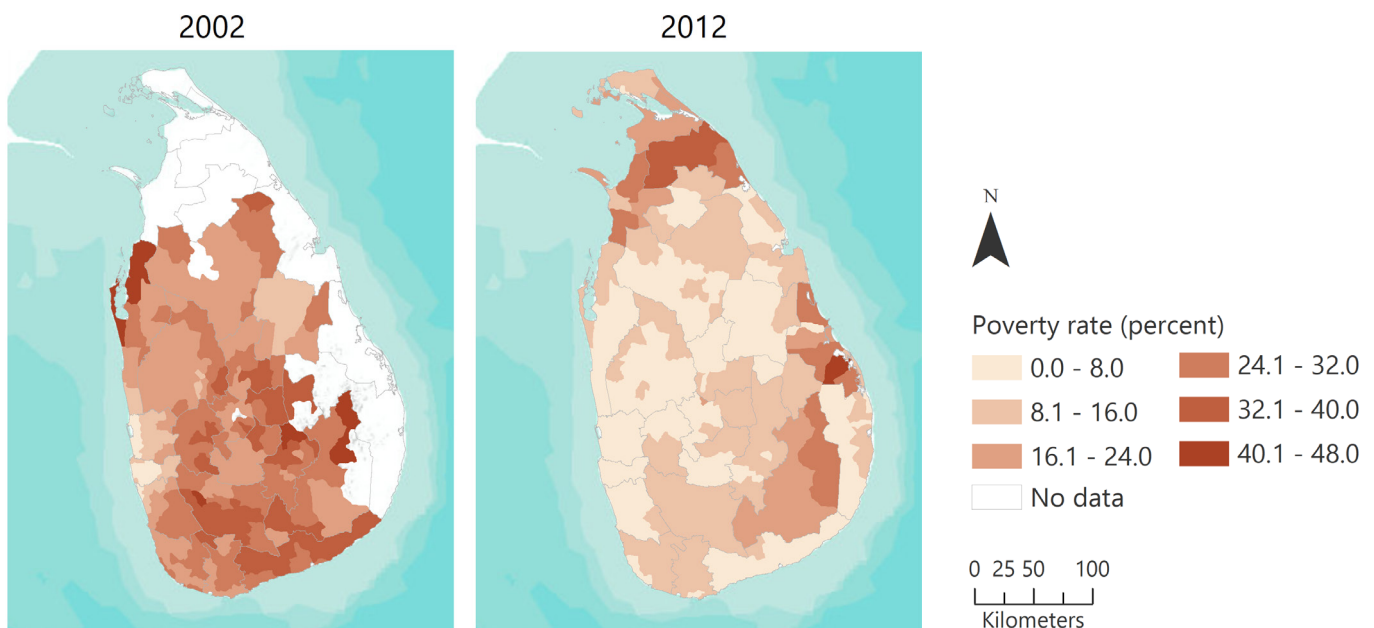 2002
2012
N
Poverty rate (percent)
0.0 - 8.0
24.1 - 32.0
8.1 - 16.0
32.1 - 40.0
16.1 - 24.0
40.1 - 48.0
No data
0 25 50 100
Kilometers